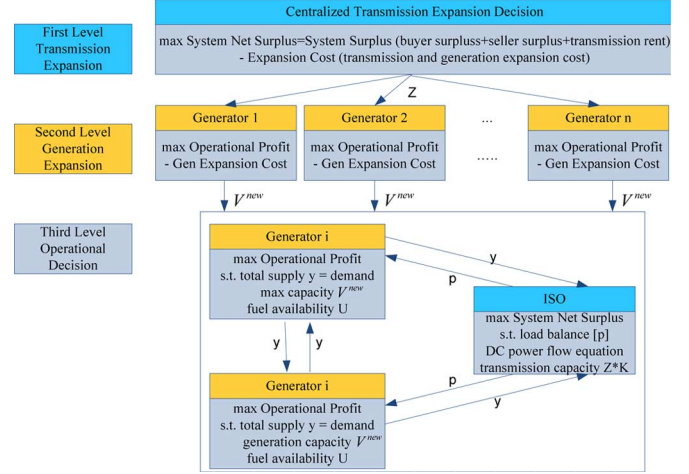 First Level
Transmission
Expansion
Centralized Transmission Expansion Decision
max System Net Surplus=System Surplus (buyer surpluss+seller surplus+transmission rent)
- Expansion Cost (transmission and generation expansion cost)
Z
Second Level
Generation
Expansion
Generator 1
max Operational Profit
- Gen Expansion Cost
Generator 2
max Operational Profit
- Gen Expansion Cost
...
.....
Generator n
max Operational Profit
- Gen Expansion Cost
V^new
V^new
V^new
Third Level
Operational
Decision
Generator i
max Operational Profit
s.t. total supply y = demand
max capacity V^new
fuel availability U
y
p
ISO
max System Net Surplus
s.t. load balance [p]
DC power flow equation
transmission capacity Z*K
y
y
p
y
Generator i
max Operational Profit
s.t. total supply y = demand
generation capacity V^new
fuel availability U